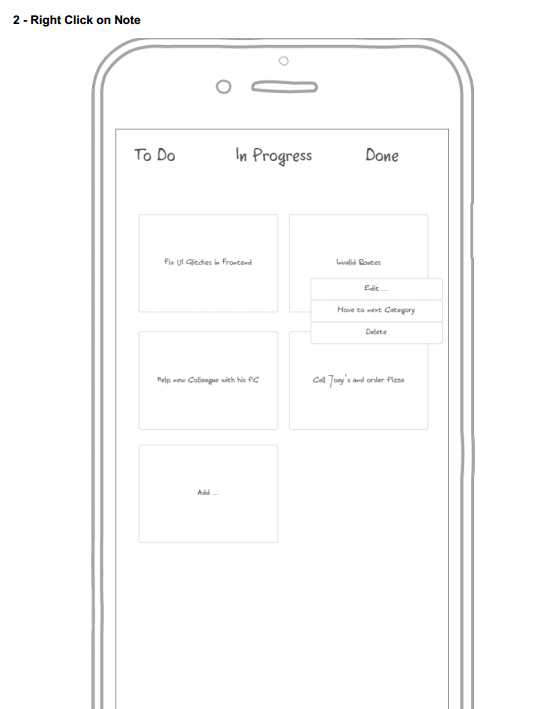 2 - Right Click on Note
To Do In Progress Done
Fix UI Glitches in Frontend
Invalid Routes
Edit ...
Move to next Category
Delete
Help new Colleague with his PC
Call Joey's and order Pizza
Add ...